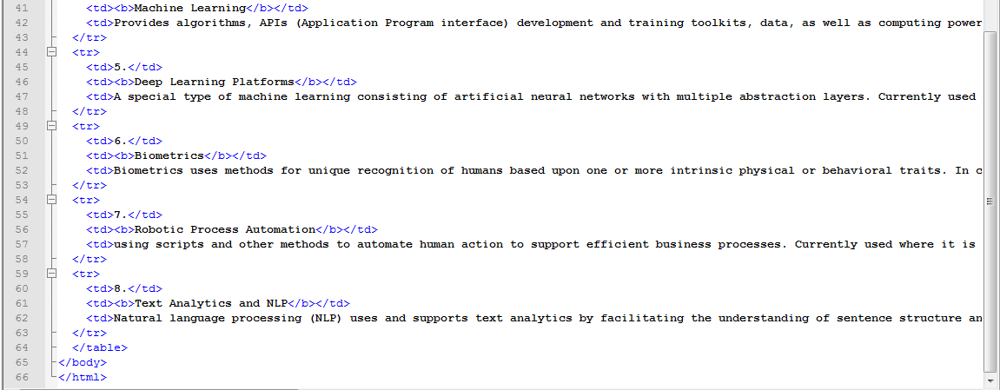 41 <td><b>Machine Learning</b></td>
42 <td>Provides algorithms, APIs (Application Program interface) development and training toolkits, data, as well as computing power
43 </tr>
44 <tr>
45 <td>5.</td>
46 <td><b>Deep Learning Platforms</b></td>
47 <td>A special type of machine learning consisting of artificial neural networks with multiple abstraction layers. Currently used
48 </tr>
49 <tr>
50 <td>6.</td>
51 <td><b>Biometrics</b></td>
52 <td>Biometrics uses methods for unique recognition of humans based upon one or more intrinsic physical or behavioral traits. In c
53 </tr>
54 <tr>
55 <td>7.</td>
56 <td><b>Robotic Process Automation</b></td>
57 <td>using scripts and other methods to automate human action to support efficient business processes. Currently used where it is
58 </tr>
59 <tr>
60 <td>8.</td>
61 <td><b>Text Analytics and NLP</b></td>
62 <td>Natural language processing (NLP) uses and supports text analytics by facilitating the understanding of sentence structure an
63 </tr>
64 </table>
65 </body>
66 </html>